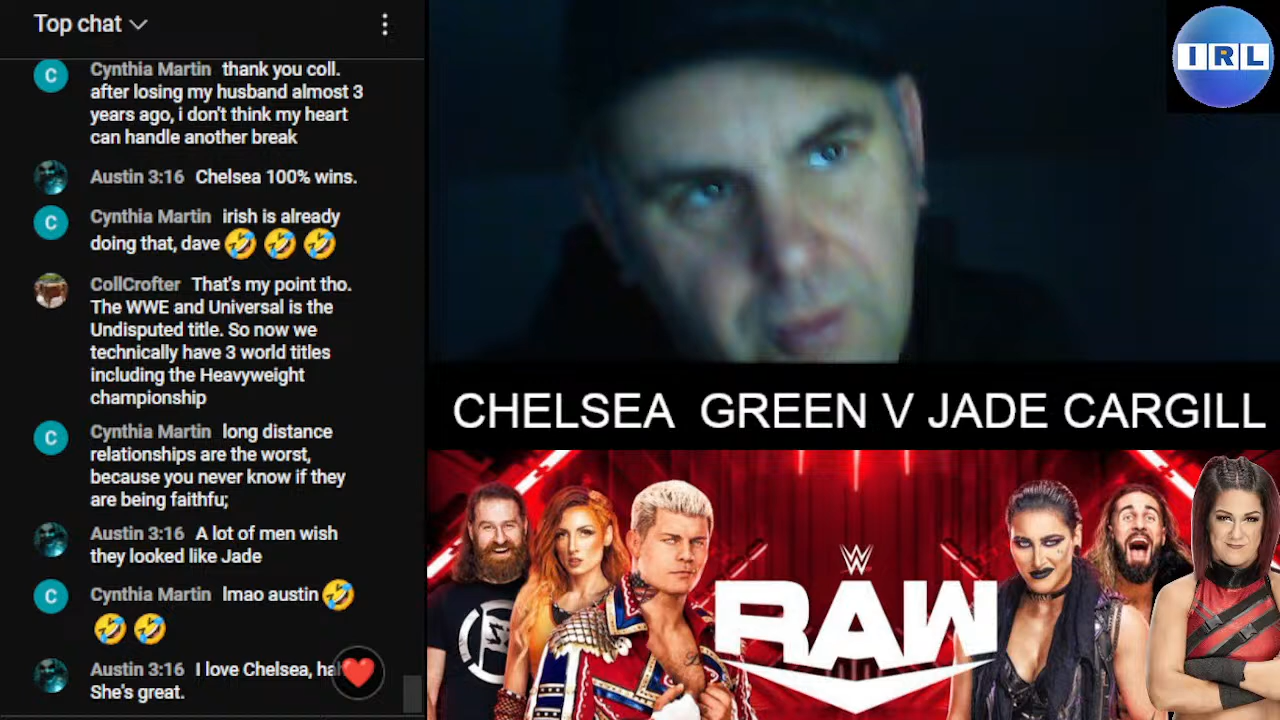 Top chat
Cynthia Martin thank you coll.
after losing my husband almost 3
years ago, i don't think my heart
can handle another break
Austin 3:16 Chelsea 100% wins.
Cynthia Martin irish is already
doing that, dave 🤣 🤣 🤣
CollCrofter That's my point tho.
The WWE and Universal is the
Undisputed title. So now we
technically have 3 world titles
including the Heavyweight
championship
Cynthia Martin long distance
relationships are the worst,
because you never know if they
are being faithfu;
Austin 3:16 A lot of men wish
they looked like Jade
Cynthia Martin lmao austin 🤣
🤣 🤣
Austin 3:16 I love Chelsea,
She's great.
IRL
CHELSEA GREEN V JADE CARGILL
W
RAW